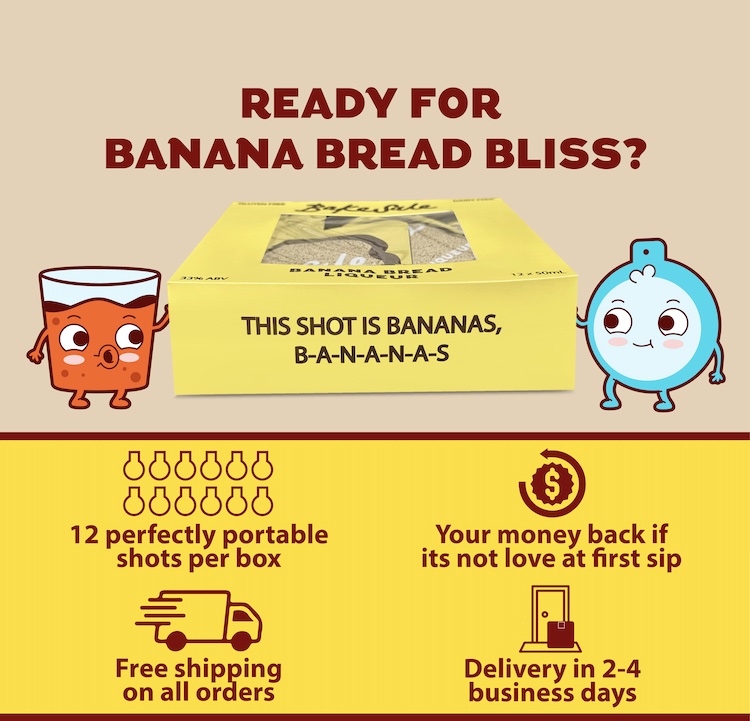 READY FOR
BANANA BREAD BLISS?
GLUTEN FREE
DAIRY FREE
BakeSale
33% ABV
BANANA BREAD
LIQUEUR
12 x 50mL
THIS SHOT IS BANANAS,
B-A-N-A-N-A-S
12 perfectly portable
shots per box
$
Your money back if
its not love at first sip
Free shipping
on all orders
Delivery in 2-4
business days